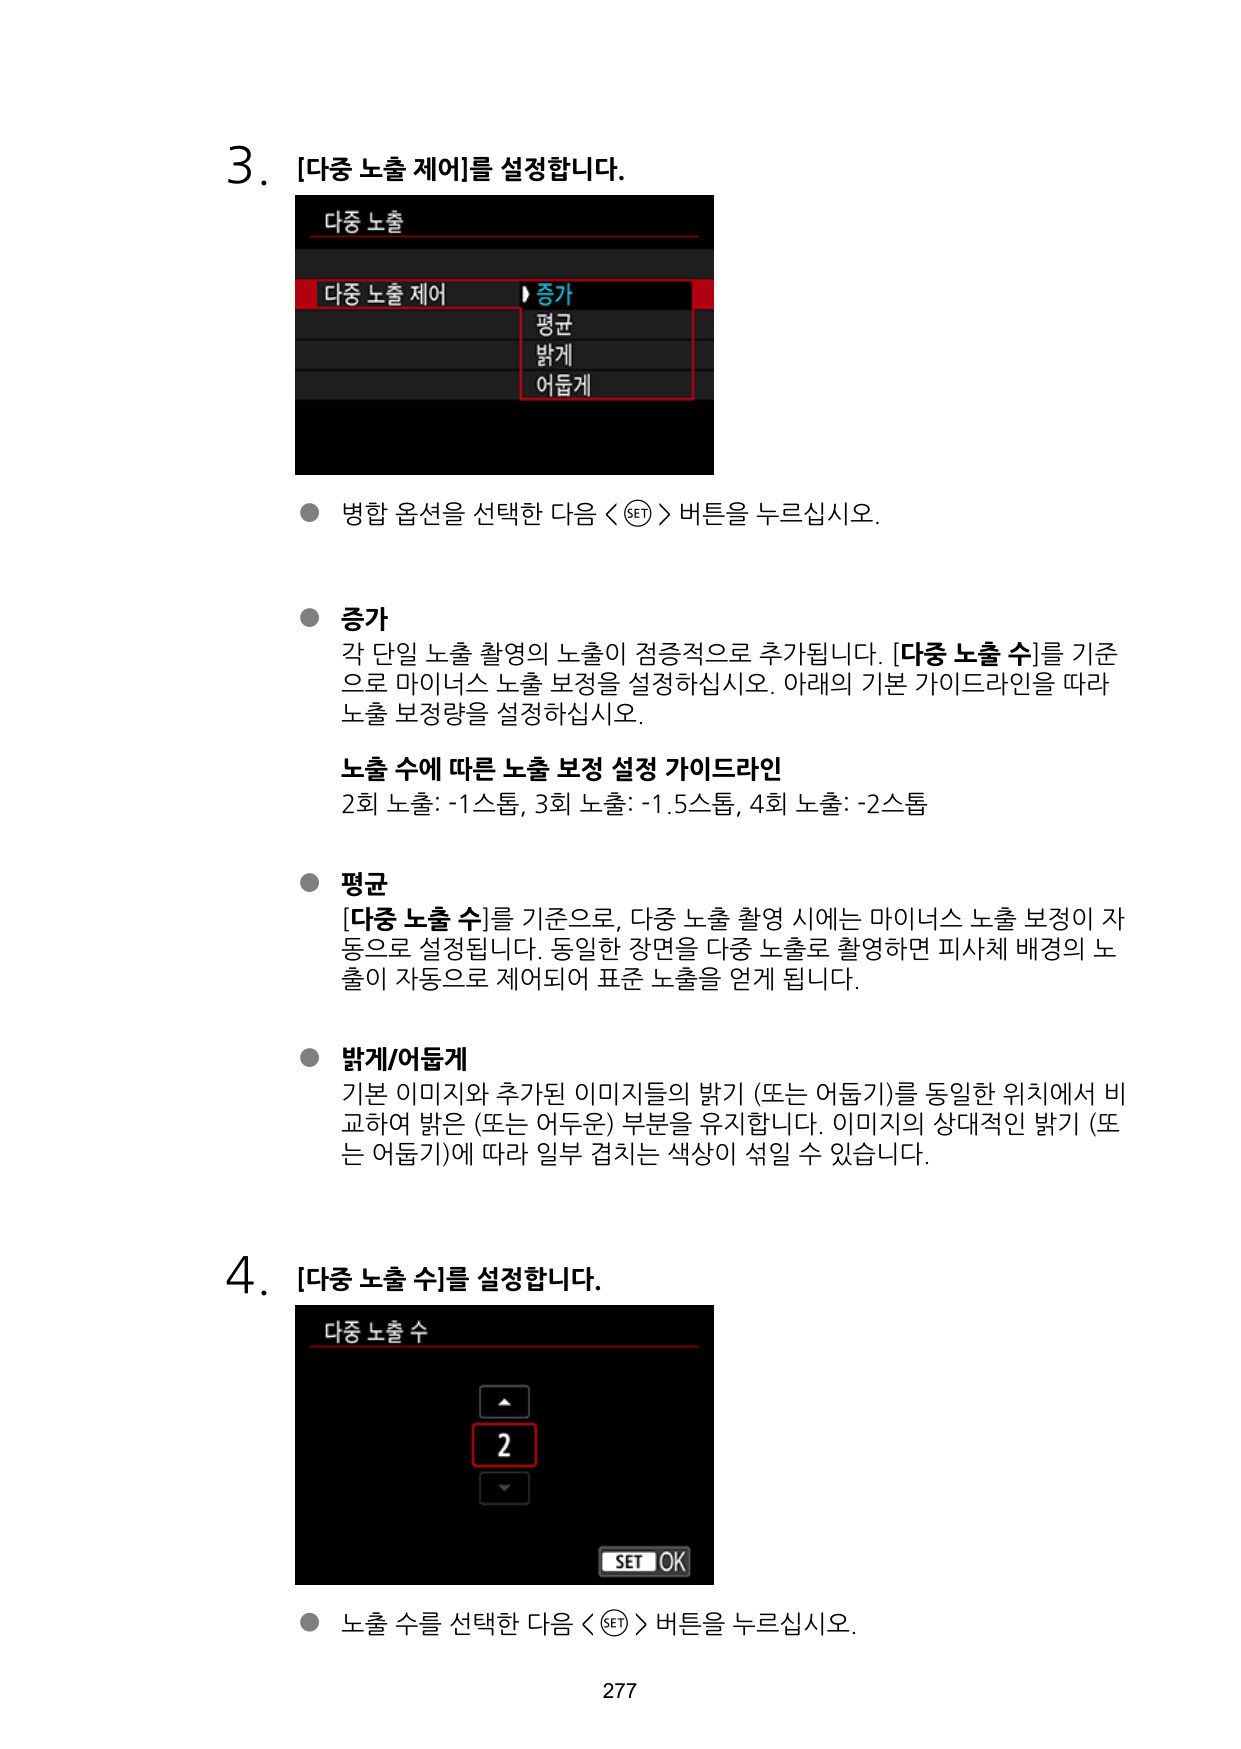 3. [다중 노출 제어]를 설정합니다.
다중 노출
다중 노출 제어 증가
평균
밝게
어둡게
● 병합 옵션을 선택한 다음 < SET > 버튼을 누르십시오.
● 증가
각 단일 노출 촬영의 노출이 점증적으로 추가됩니다. [다중 노출 수]를 기준
으로 마이너스 노출 보정을 설정하십시오. 아래의 기본 가이드라인을 따라
노출 보정량을 설정하십시오.
노출 수에 따른 노출 보정 설정 가이드라인
2회 노출: -1스톱, 3회 노출: -1.5스톱, 4회 노출: -2스톱
● 평균
[다중 노출 수]를 기준으로, 다중 노출 촬영 시에는 마이너스 노출 보정이 자
동으로 설정됩니다. 동일한 장면을 다중 노출로 촬영하면 피사체 배경의 노
출이 자동으로 제어되어 표준 노출을 얻게 됩니다.
● 밝게/어둡게
기본 이미지와 추가된 이미지들의 밝기 (또는 어둡기)를 동일한 위치에서 비
교하여 밝은 (또는 어두운) 부분을 유지합니다. 이미지의 상대적인 밝기 (또
는 어둡기)에 따라 일부 겹치는 색상이 섞일 수 있습니다.
4. [다중 노출 수]를 설정합니다.
다중 노출 수
2
SET OK
● 노출 수를 선택한 다음 < SET > 버튼을 누르십시오.
277